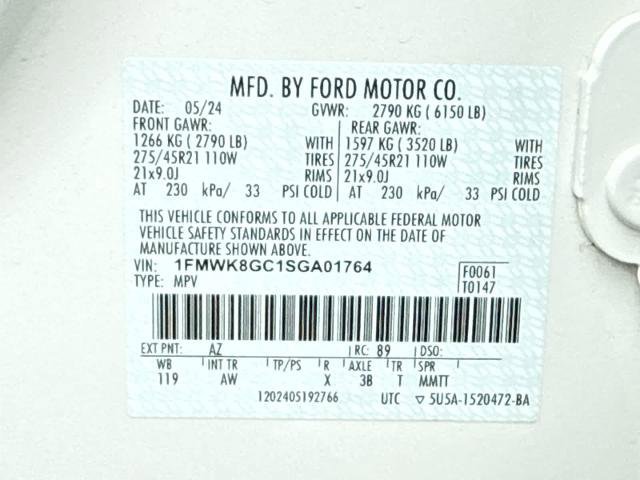 MFD. BY FORD MOTOR CO.
DATE: 05/24 GVWR: 2790 KG ( 6150 LB)
FRONT GAWR: REAR GAWR:
1266 KG ( 2790 LB) WITH 1597 KG ( 3520 LB) WITH
275/45R21 110W TIRES 275/45R21 110W TIRES
21x9.0J RIMS 21x9.0J RIMS
AT 230 kPa/ 33 PSI COLD AT 230 kPa/ 33 PSI COLD
THIS VEHICLE CONFORMS TO ALL APPLICABLE FEDERAL MOTOR
VEHICLE SAFETY STANDARDS IN EFFECT ON THE DATE OF
MANUFACTURE SHOWN ABOVE.
VIN: 1FMWK8GC1SGA01764 F0061
TYPE: MPV T0147
EXT PNT: AZ RC: 89 DSO:
WB INT TR TP/PS R AXLE TR SPR
119 AW X 3B T MMTT
1202405192766 UTC ▽ 5U5A-1520472-BA